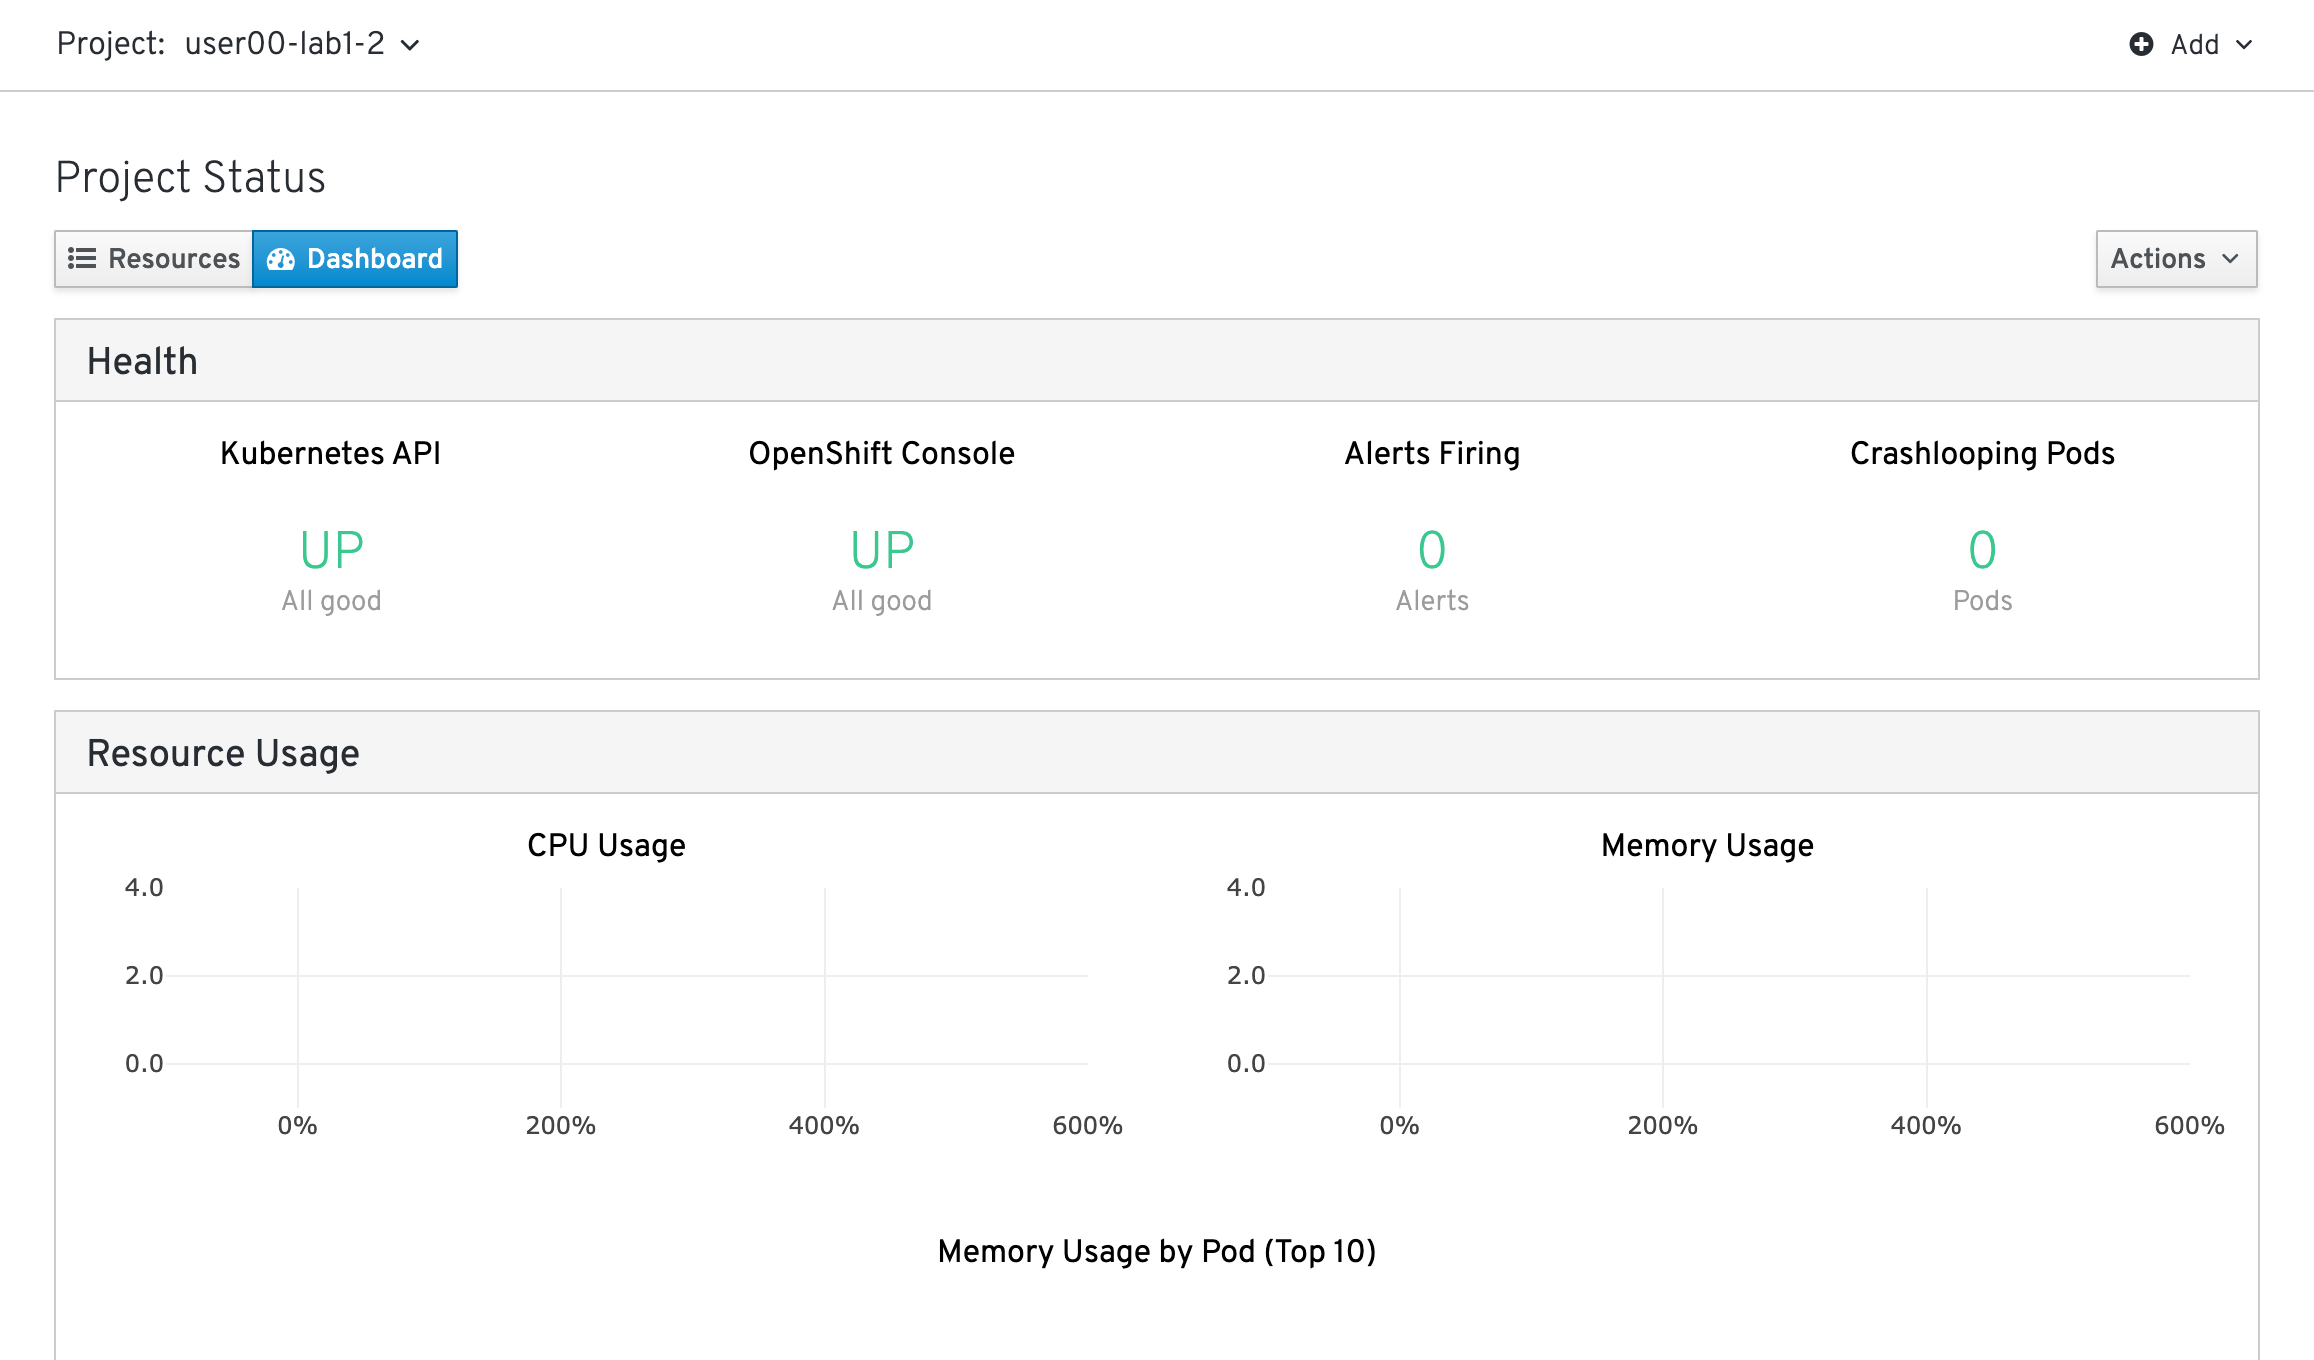 Project: user00-lab1-2
Add
Project Status
Resources
Dashboard
Actions
Health
Kubernetes API
OpenShift Console
Alerts Firing
Crashlooping Pods
UP
UP
0
0
All good
All good
Alerts
Pods
Resource Usage
CPU Usage
4.0
2.0
0.0
0% 200% 400% 600%
Memory Usage
4.0
2.0
0.0
0% 200% 400% 600%
Memory Usage by Pod (Top 10)